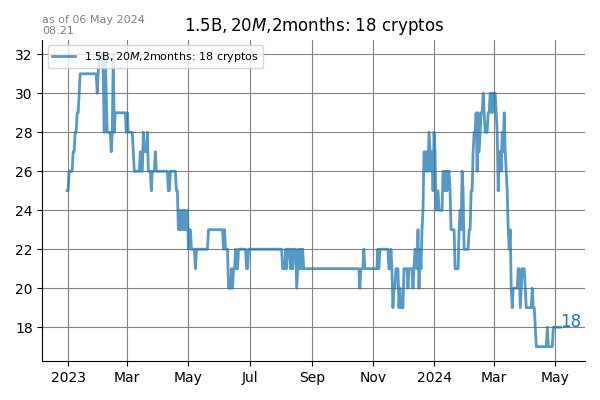 as of 06 May 2024
08:21
1.5B, 20M,2months: 18 cryptos
1.5B, 20M,2months: 18 cryptos
32
30
28
26
24
22
20
18
18
2023
Mar
May
Jul
Sep
Nov
2024
Mar
May